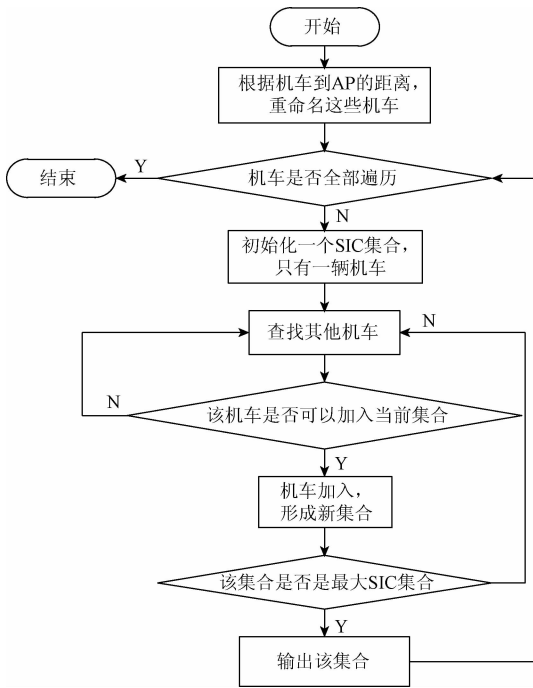 开始
根据机车到AP的距离,
重命名这些机车
Y
结束
机车是否全部遍历
N
初始化一个SIC集合,
只有一辆机车
N
查找其他机车
N
该机车是否可以加入当前集合
Y
机车加入,
形成新集合
该集合是否是最大SIC集合
Y
输出该集合